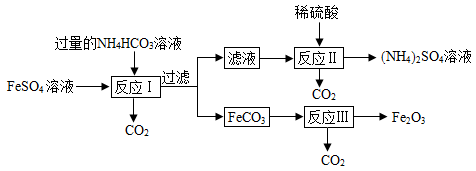 稀硫酸
过量的NH4HCO3溶液
滤液
反应Ⅱ
(NH4)2SO4溶液
过滤
FeSO4溶液
反应Ⅰ
CO2
FeCO3
反应Ⅲ
Fe2O3
CO2
CO2